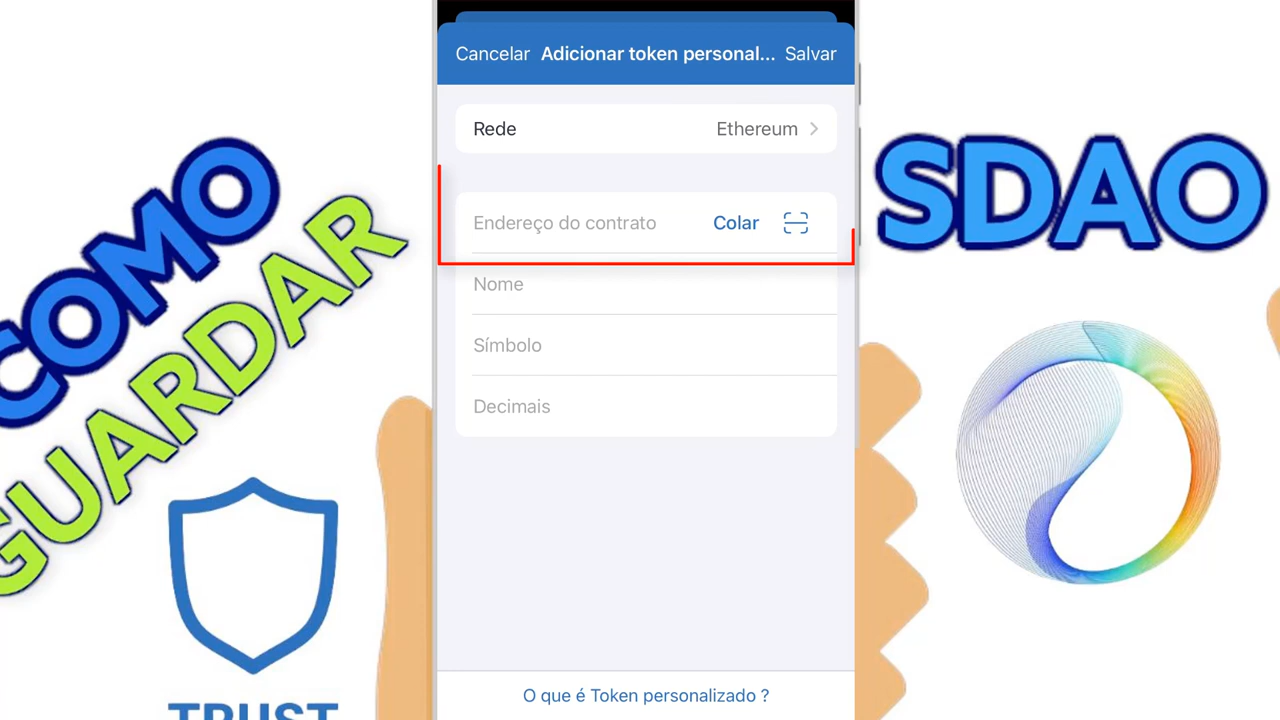 Cancelar Adicionar token personal... Salvar
Rede Ethereum
Endereço do contrato Colar
Nome
Símbolo
Decimais
O que é Token personalizado ?
COMO
GUARDAR
TRUST
SDAO